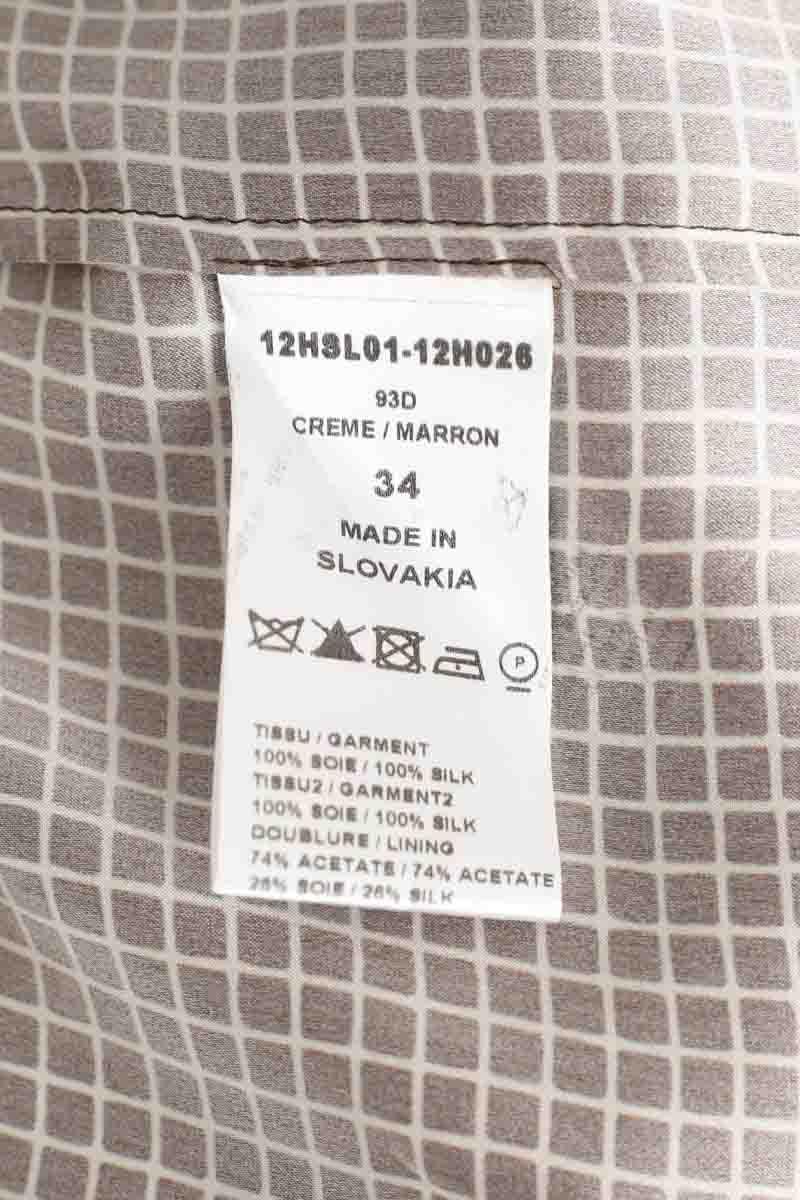 12HSL01-12H026
93D
CREME / MARRON
34
MADE IN
SLOVAKIA
P
TISSU / GARMENT
100% SOIE / 100% SILK
TISSU2 / GARMENT2
100% SOIE / 100% SILK
DOUBLURE / LINING
74% ACETATE / 74% ACETATE
26% SOIE / 26% SILK